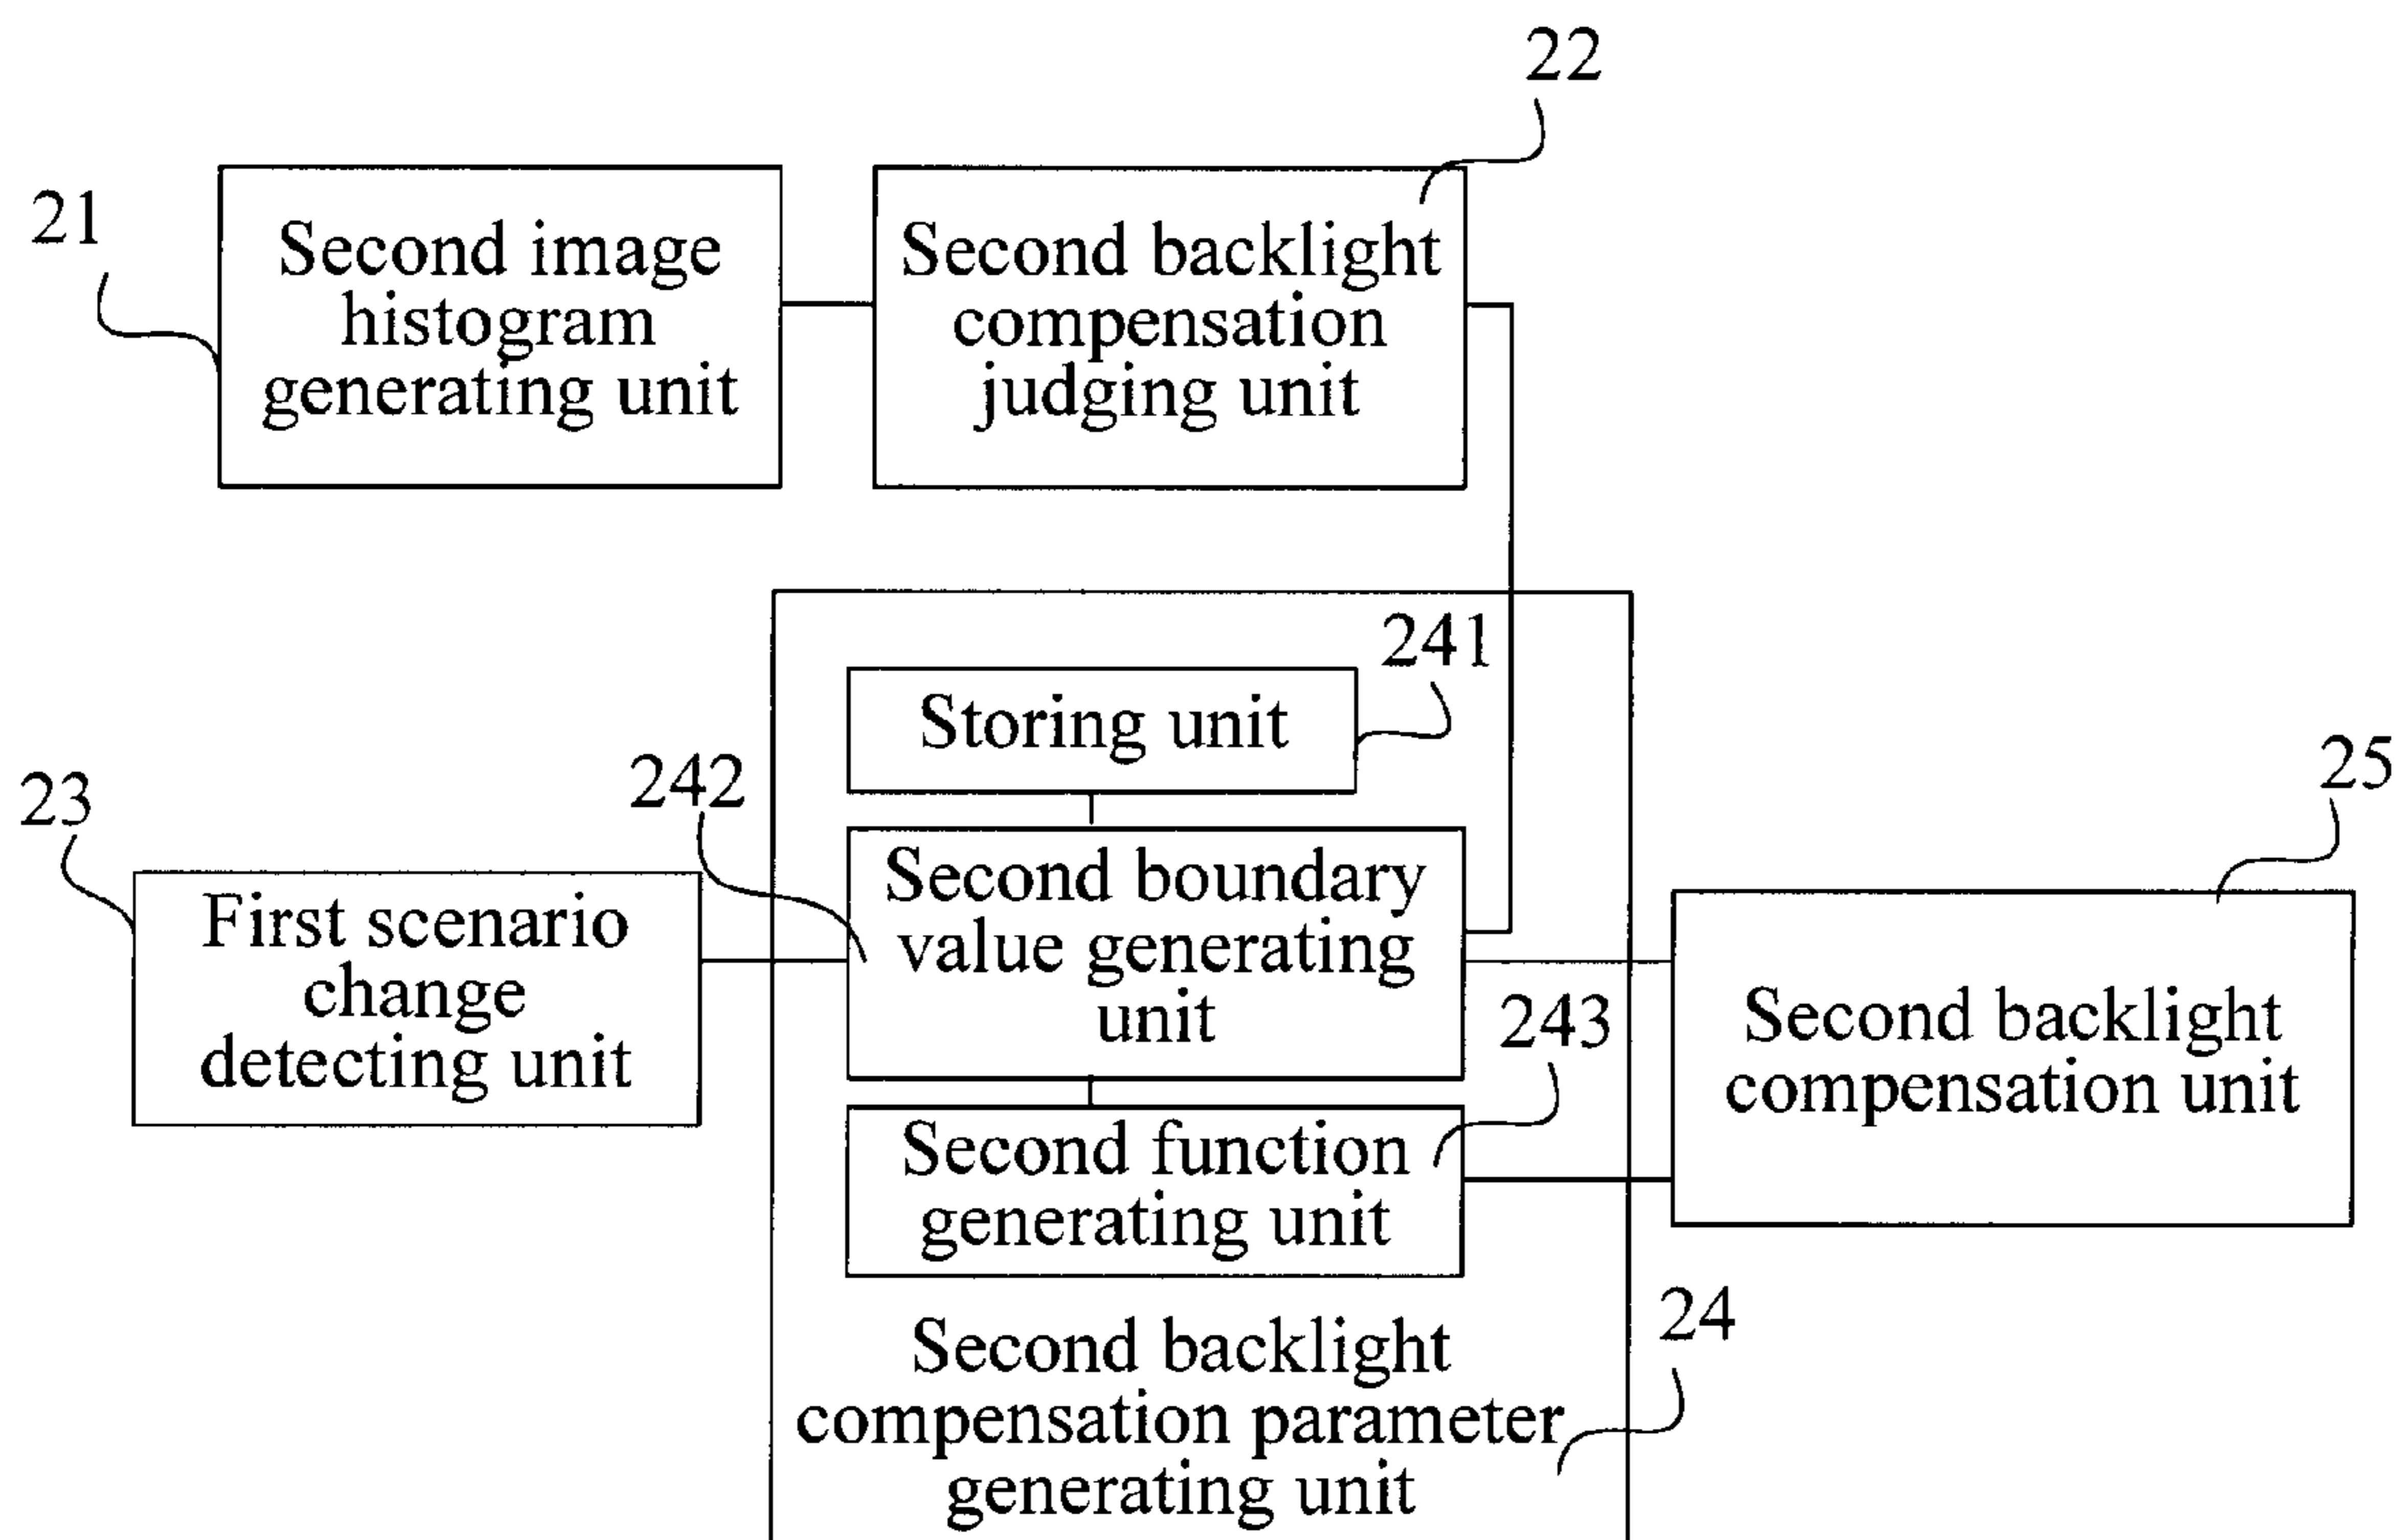 22
21
Second image
histogram
generating unit
Second backlight
compensation
judging unit
241
Storing unit
242
25
23
Second boundary
value generating
unit
First scenario
change
detecting unit
243
Second backlight
compensation unit
Second function
generating unit
24
Second backlight
compensation parameter
generating unit